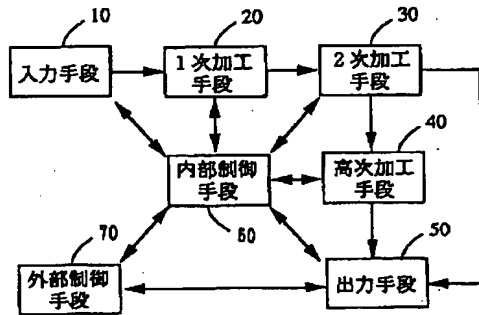 10
20
30
入力手段
1次加工
手段
2次加工
手段
40
内部制御
手段
高次加工
手段
70
60
50
外部制御
手段
出力手段